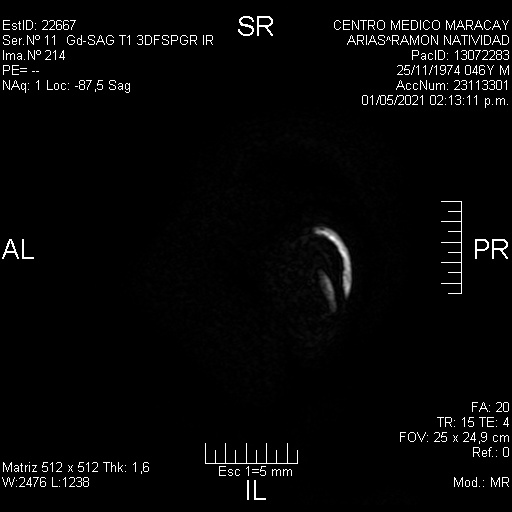 EstID: 22667
Ser.Nº 11 Gd-SAG T1 3DFSPGR IR
Ima.Nº 214
PE= --
NAq: 1 Loc: -87,5 Sag
SR
CENTRO MEDICO MARACAY
ARIAS^RAMON NATIVIDAD
PacID: 13072283
25/11/1974 046Y M
AccNum: 23113301
01/05/2021 02:13:11 p.m.
AL
PR
FA: 20
TR: 15 TE: 4
FOV: 25 x 24,9 cm
Ref.: 0
Matriz 512 x 512 Thk: 1,6
W:2476 L:1238
Esc 1=5 mm
IL
Mod.: MR